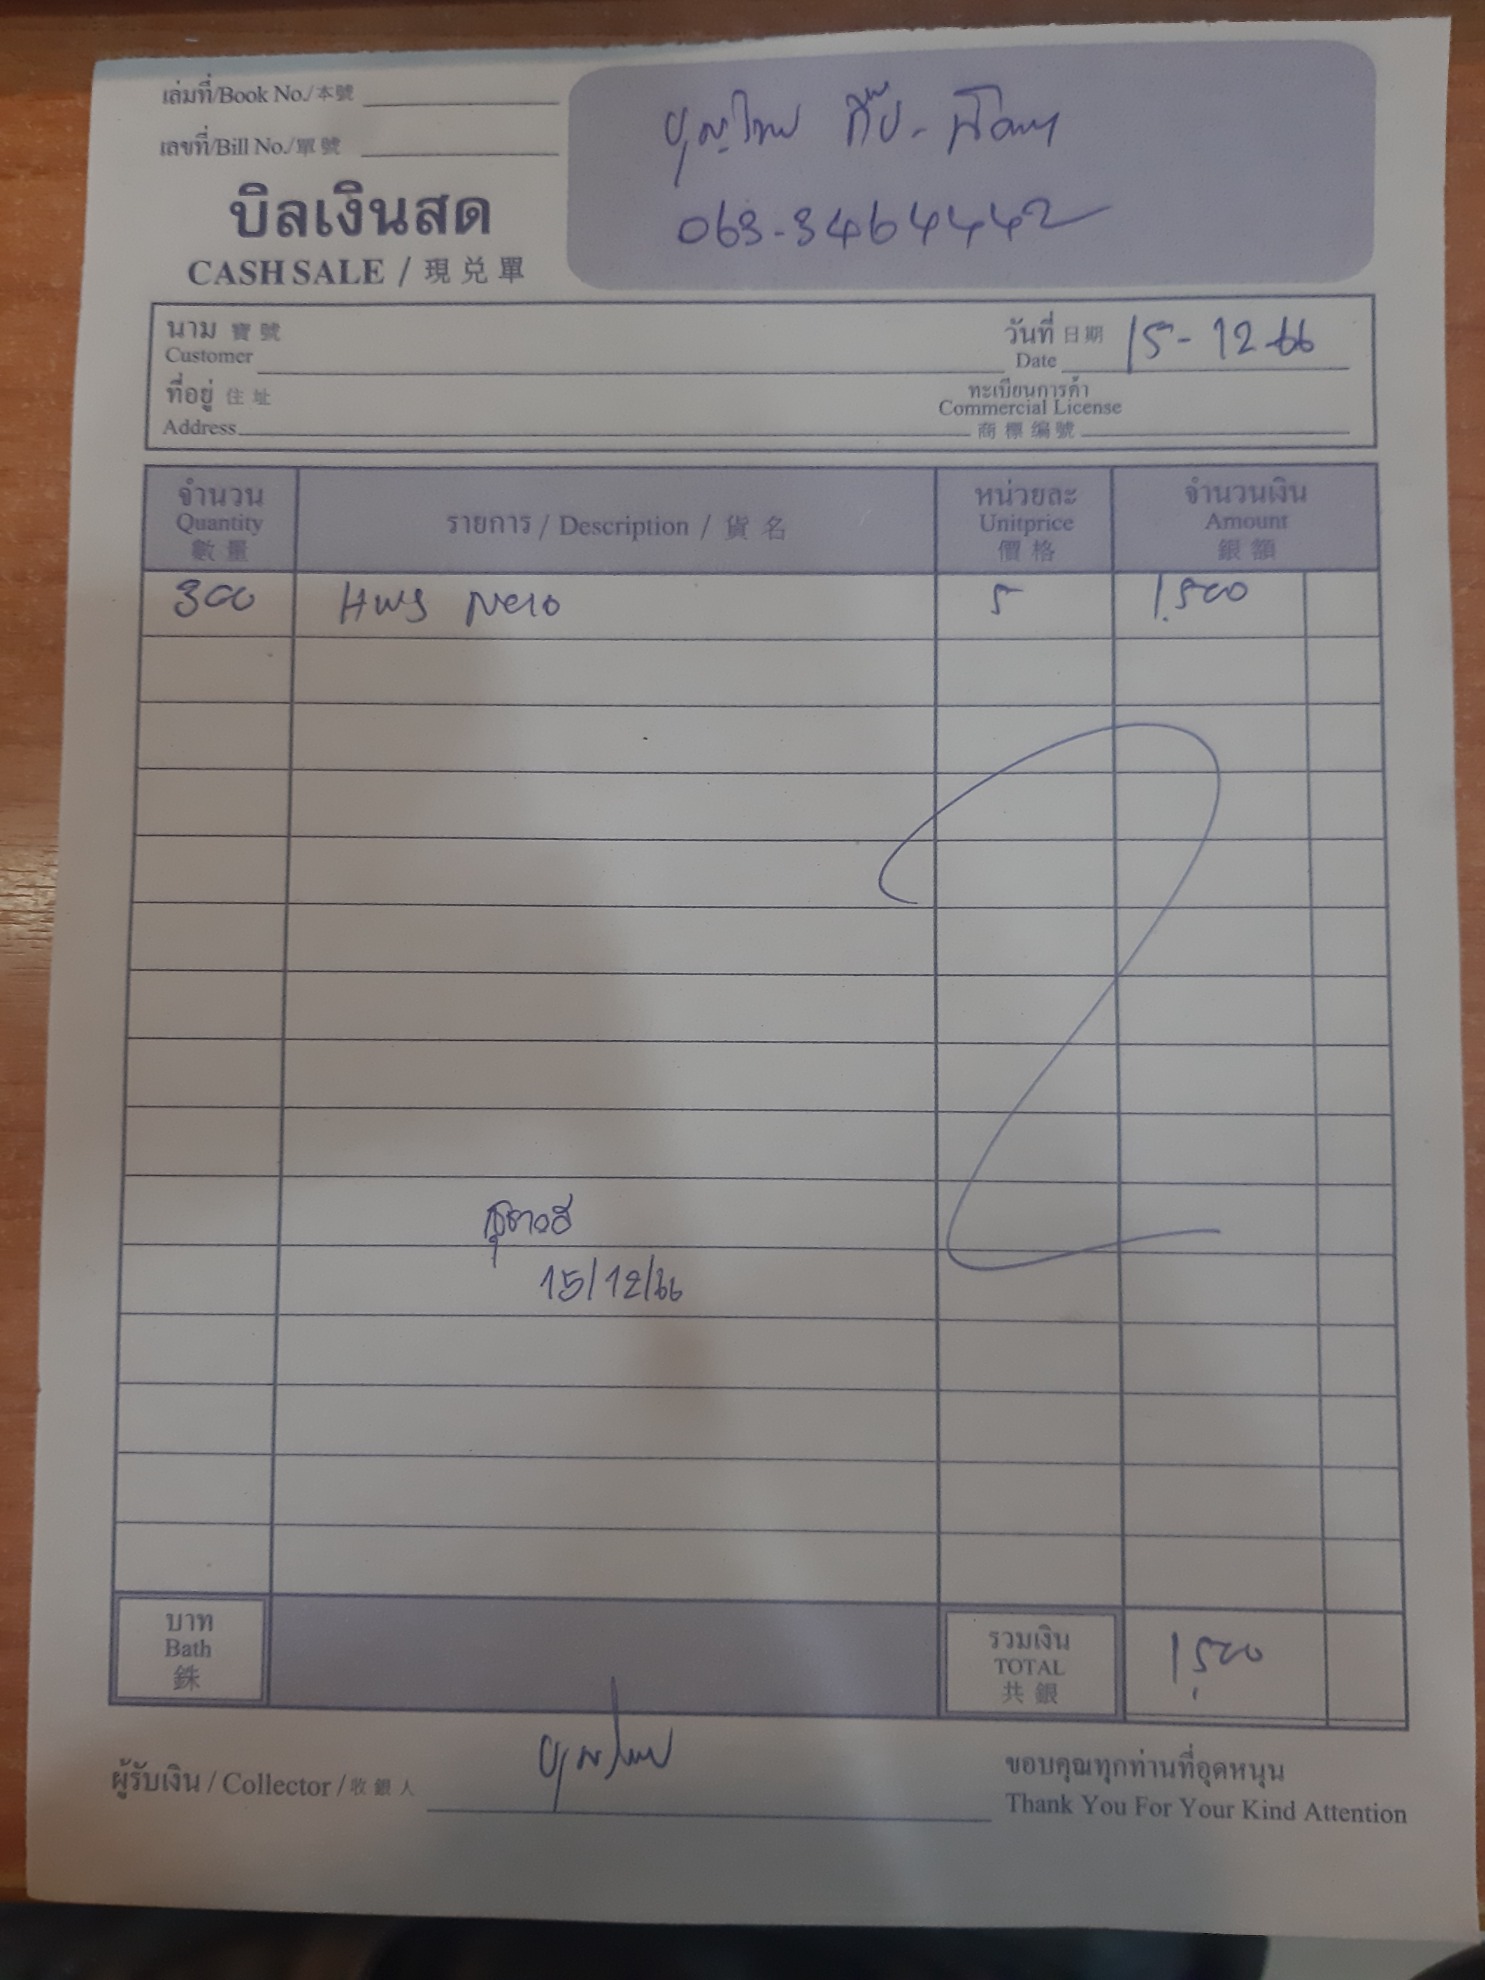 เล่มที่/Book No./本號
เลขที่/Bill No./單號
063-3464442
บิลเงินสด
CASH SALE / 現兑單
นาม 寶號
Customer
วันที่ 日期 15-12-66
Date
ที่อยู่ 住址
Address
ทะเบียนการค้า
Commercial License
商標编號
จำนวน
Quantity
數量
รายการ / Description / 貨名
หน่วยละ
Unitprice
價格
จำนวนเงิน
Amount
銀額
300 5 1,500
15/12/66
บาท
Bath
銖
รวมเงิน
TOTAL
共銀
1,500
ผู้รับเงิน / Collector / 收銀人
ขอบคุณทุกท่านที่อุดหนุน
Thank You For Your Kind Attention